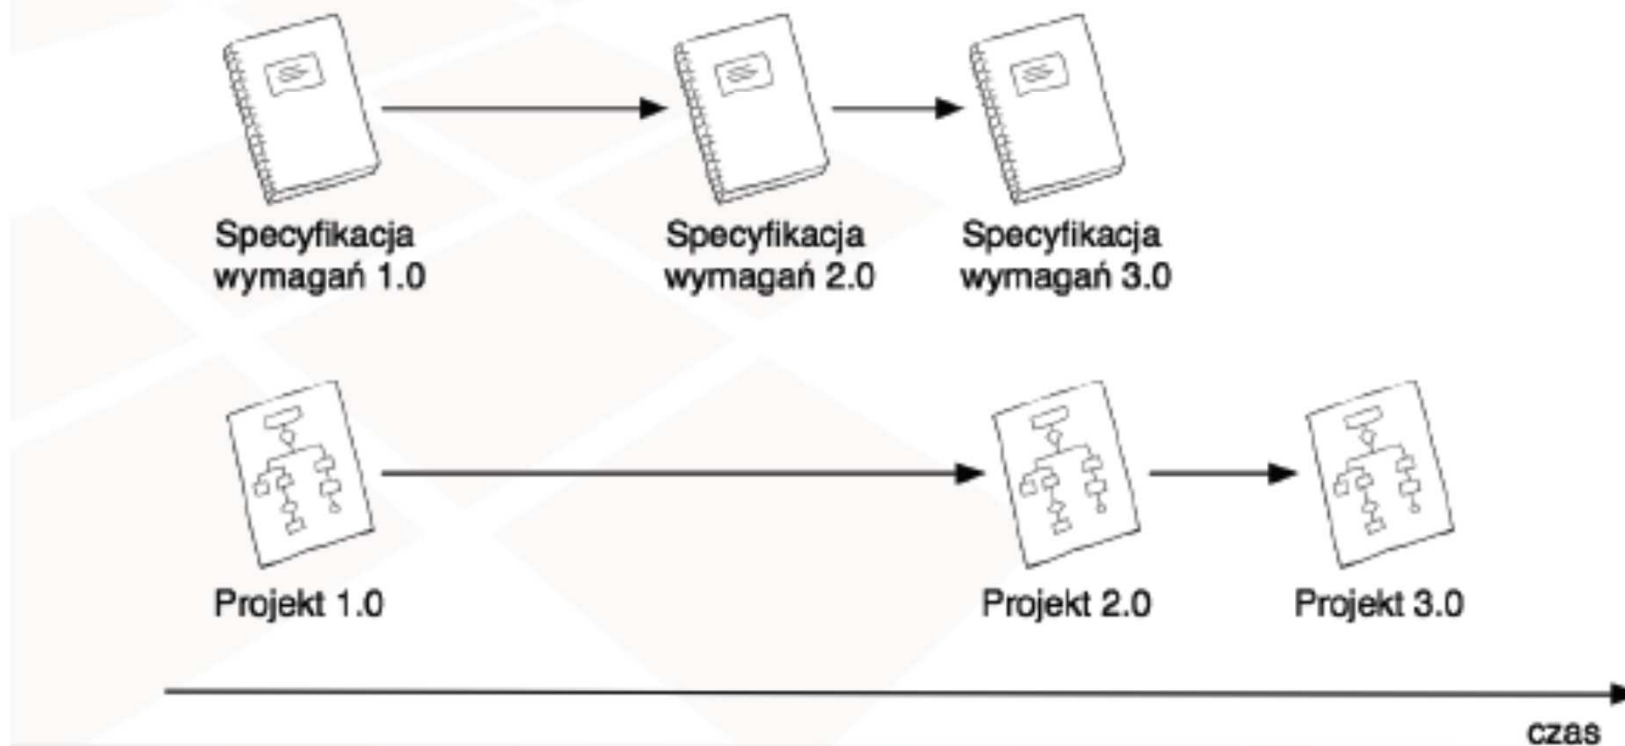 Specyfikacja
wymagań 1.0
Specyfikacja
wymagań 2.0
Specyfikacja
wymagań 3.0
Projekt 1.0
Projekt 2.0
Projekt 3.0
czas